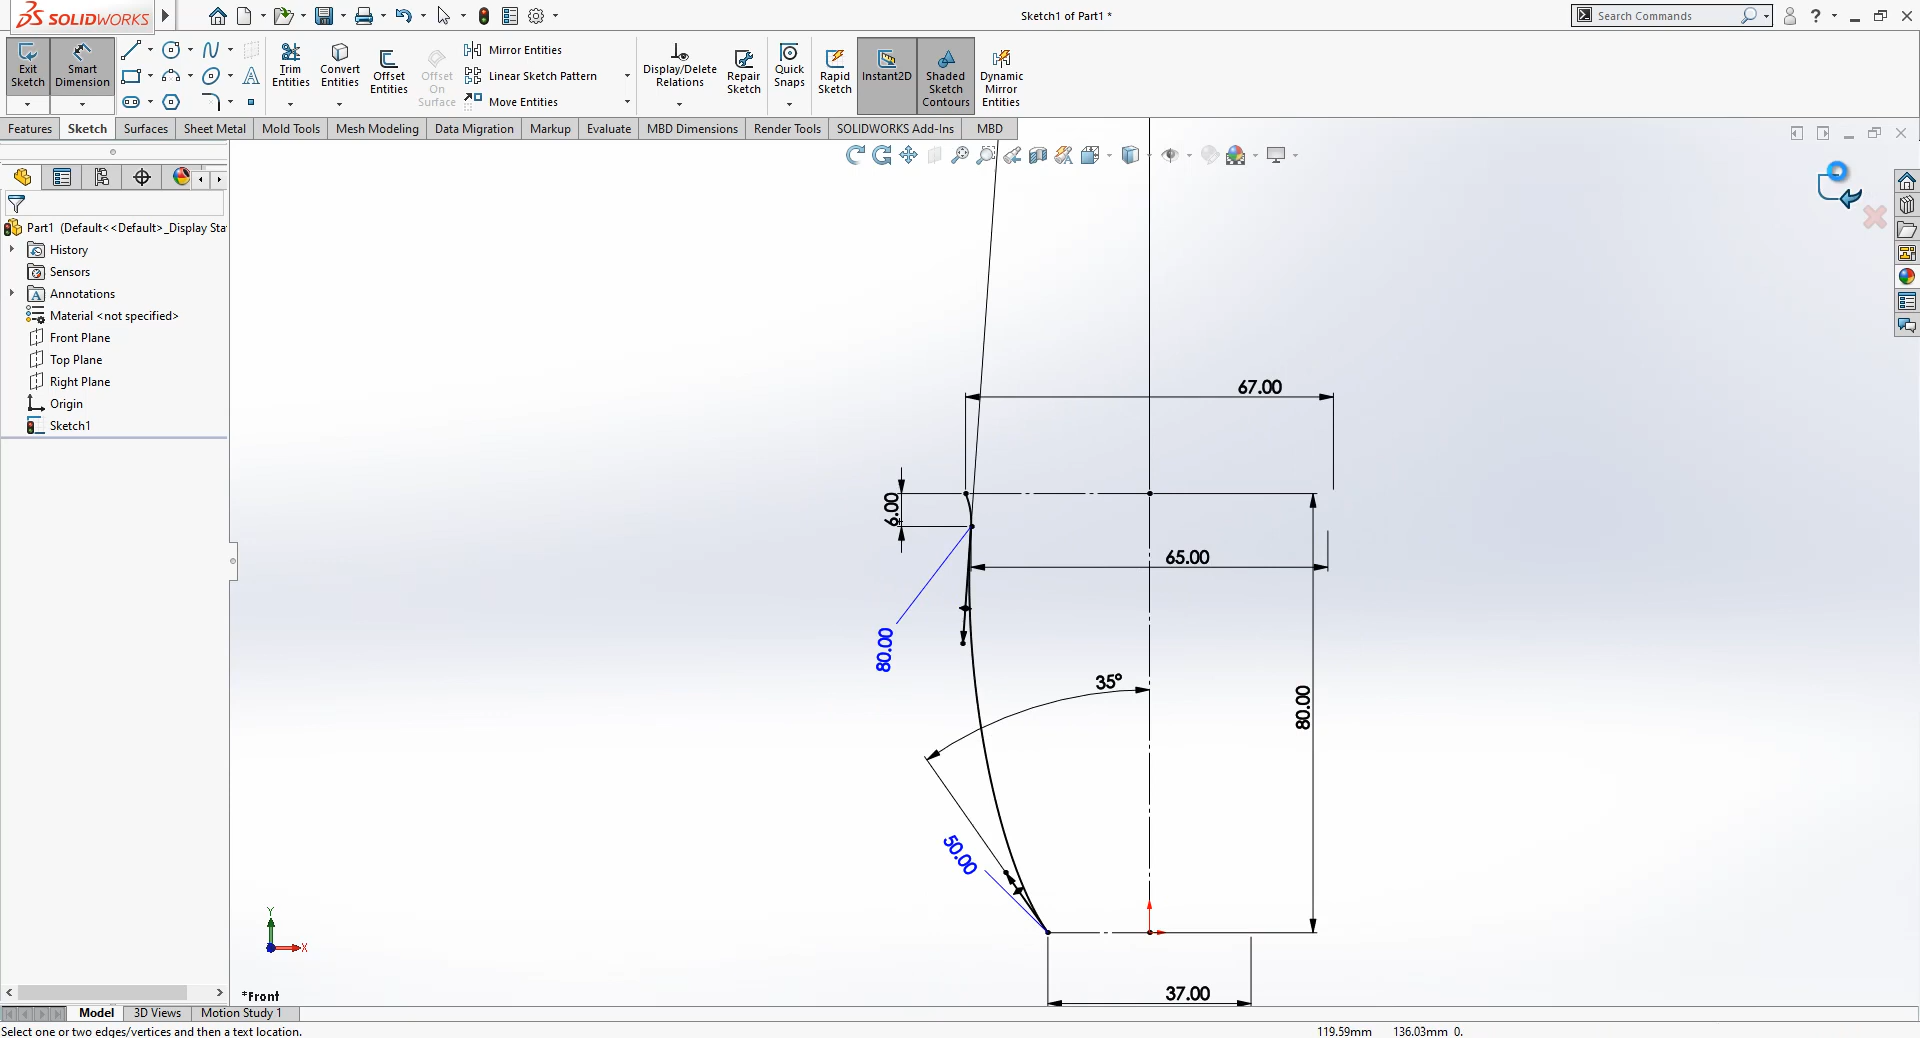 SOLIDWORKS
Sketch1 of Part1 *
Search Commands
?
Exit Sketch
Smart Dimension
Trim Entities
Convert Entities
Offset Entities
Offset On Surface
Mirror Entities
Linear Sketch Pattern
Move Entities
Display/Delete Relations
Repair Sketch
Quick Snaps
Rapid Sketch
Instant2D
Shaded Sketch Contours
Dynamic Mirror Entities
Features
Sketch
Surfaces
Sheet Metal
Mold Tools
Mesh Modeling
Data Migration
Markup
Evaluate
MBD Dimensions
Render Tools
SOLIDWORKS Add-Ins
MBD
Part1 (Default<<Default>_Display Sta
History
Sensors
Annotations
Material <not specified>
Front Plane
Top Plane
Right Plane
Origin
Sketch1
67.00
6.00
65.00
80.00
35°
80.00
50.00
37.00
Y
X
*Front
Model
3D Views
Motion Study 1
Select one or two edges/vertices and then a text location.
119.59mm
136.03mm
0.